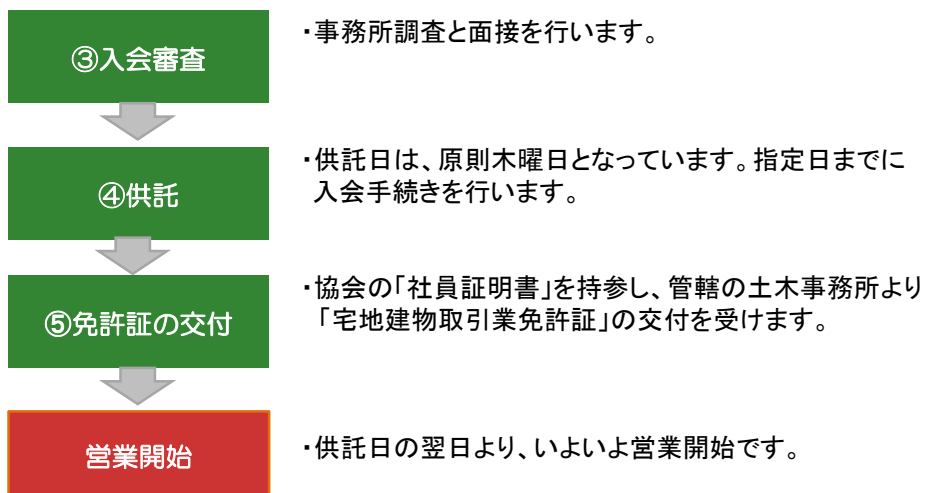 ③入会審査
・事務所調査と面接を行います。
④供託
・供託日は、原則木曜日となっています。指定日までに
入会手続きを行います。
⑤免許証の交付
・協会の「社員証明書」を持参し、管轄の土木事務所より
「宅地建物取引業免許証」の交付を受けます。
営業開始
・供託日の翌日より、いよいよ営業開始です。